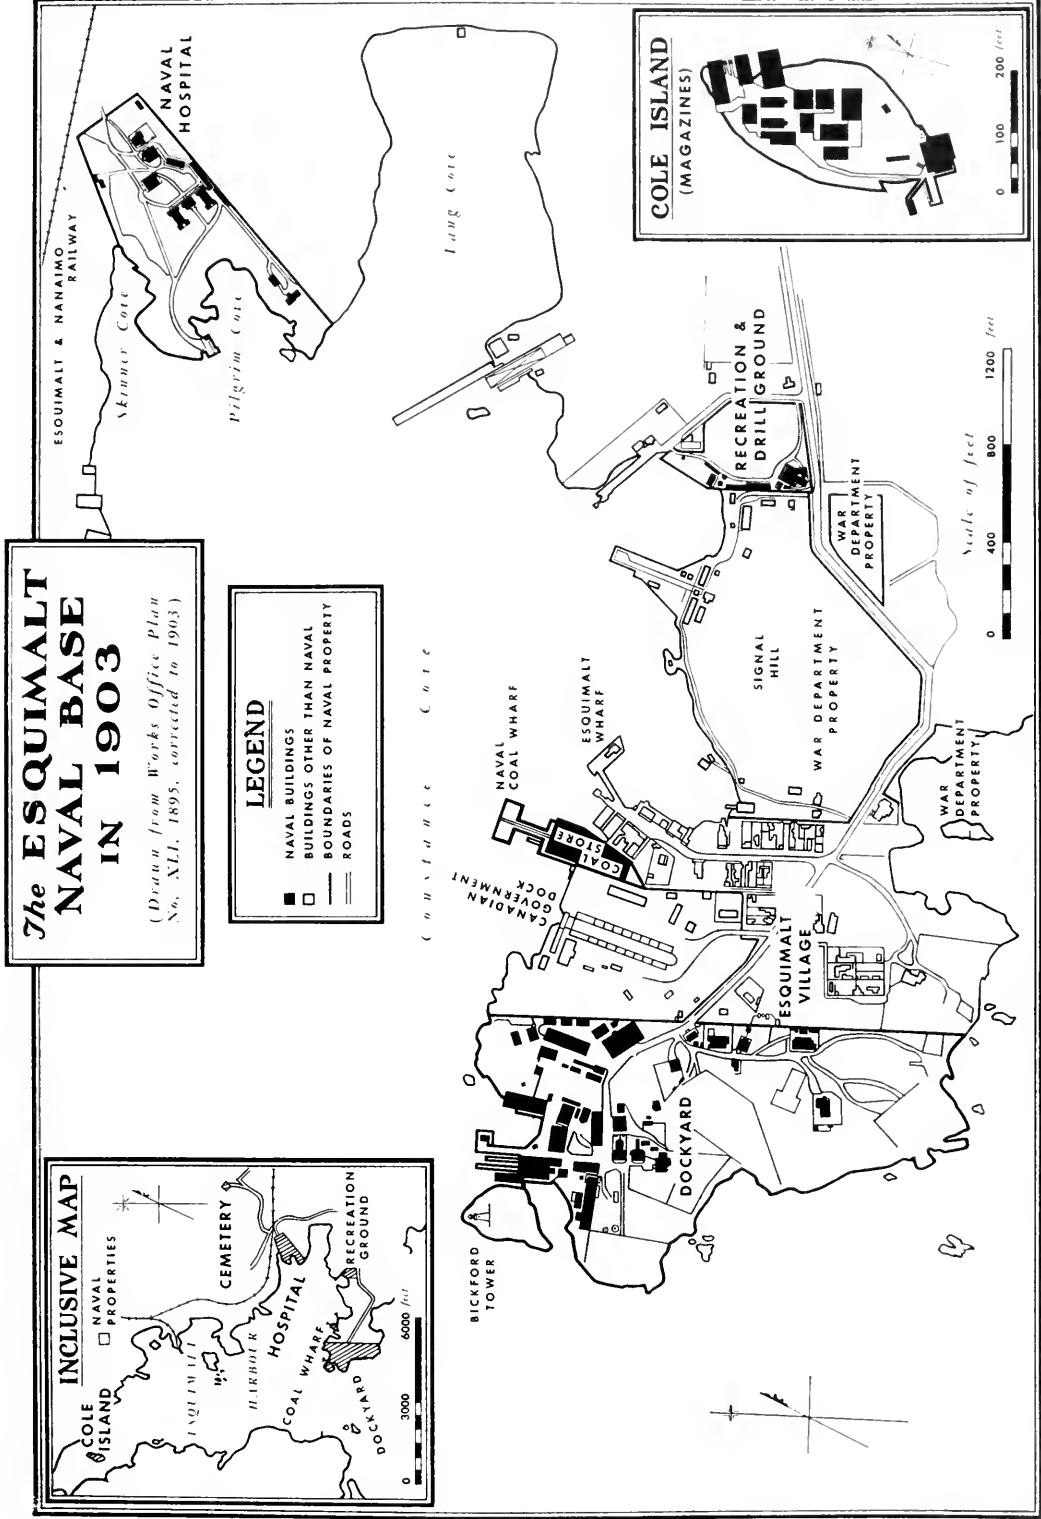 The ESQUIMALT
NAVAL BASE
IN 1903
(Drawn from Works Office Plan
No. XLI, 1895, corrected to 1903)
LEGEND
NAVAL BUILDINGS
BUILDINGS OTHER THAN NAVAL
BOUNDARIES OF NAVAL PROPERTY
ROADS
INCLUSIVE MAP
NAVAL
PROPERTIES
COLE
ISLAND
CEMETERY
ESQUIMALT
HARBOUR
HOSPITAL
COAL WHARF
RECREATION
GROUND
DOCKYARD
0 3000 6000 feet
ESQUIMALT & NANAIMO
RAILWAY
NAVAL
HOSPITAL
Skinner Cove
Pilgrim Cove
Lang Cove
Constance Cove
COLE ISLAND
(MAGAZINES)
0 100 200 feet
BICKFORD
TOWER
DOCKYARD
CANADIAN
GOVERNMENT
DOCK
COAL
STORE
NAVAL
COAL WHARF
ESQUIMALT
WHARF
ESQUIMALT
VILLAGE
SIGNAL
HILL
WAR DEPARTMENT
PROPERTY
WAR
DEPARTMENT
PROPERTY
WAR
DEPARTMENT
PROPERTY
RECREATION &
DRILL GROUND
Scale of feet
0 400 800 1200 feet